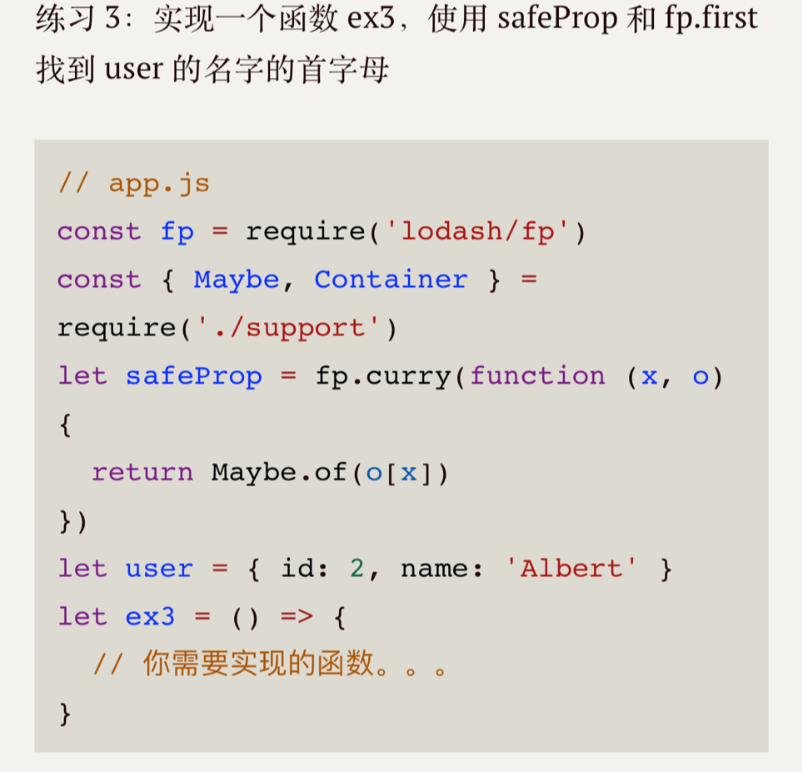 练习 3：实现一个函数 ex3，使用 safeProp 和 fp.first
找到 user 的名字的首字母
// app.js
const fp = require('lodash/fp')
const { Maybe, Container } =
require('./support')
let safeProp = fp.curry(function (x, o)
{
  return Maybe.of(o[x])
})
let user = { id: 2, name: 'Albert' }
let ex3 = () => {
  // 你需要实现的函数。。。
}